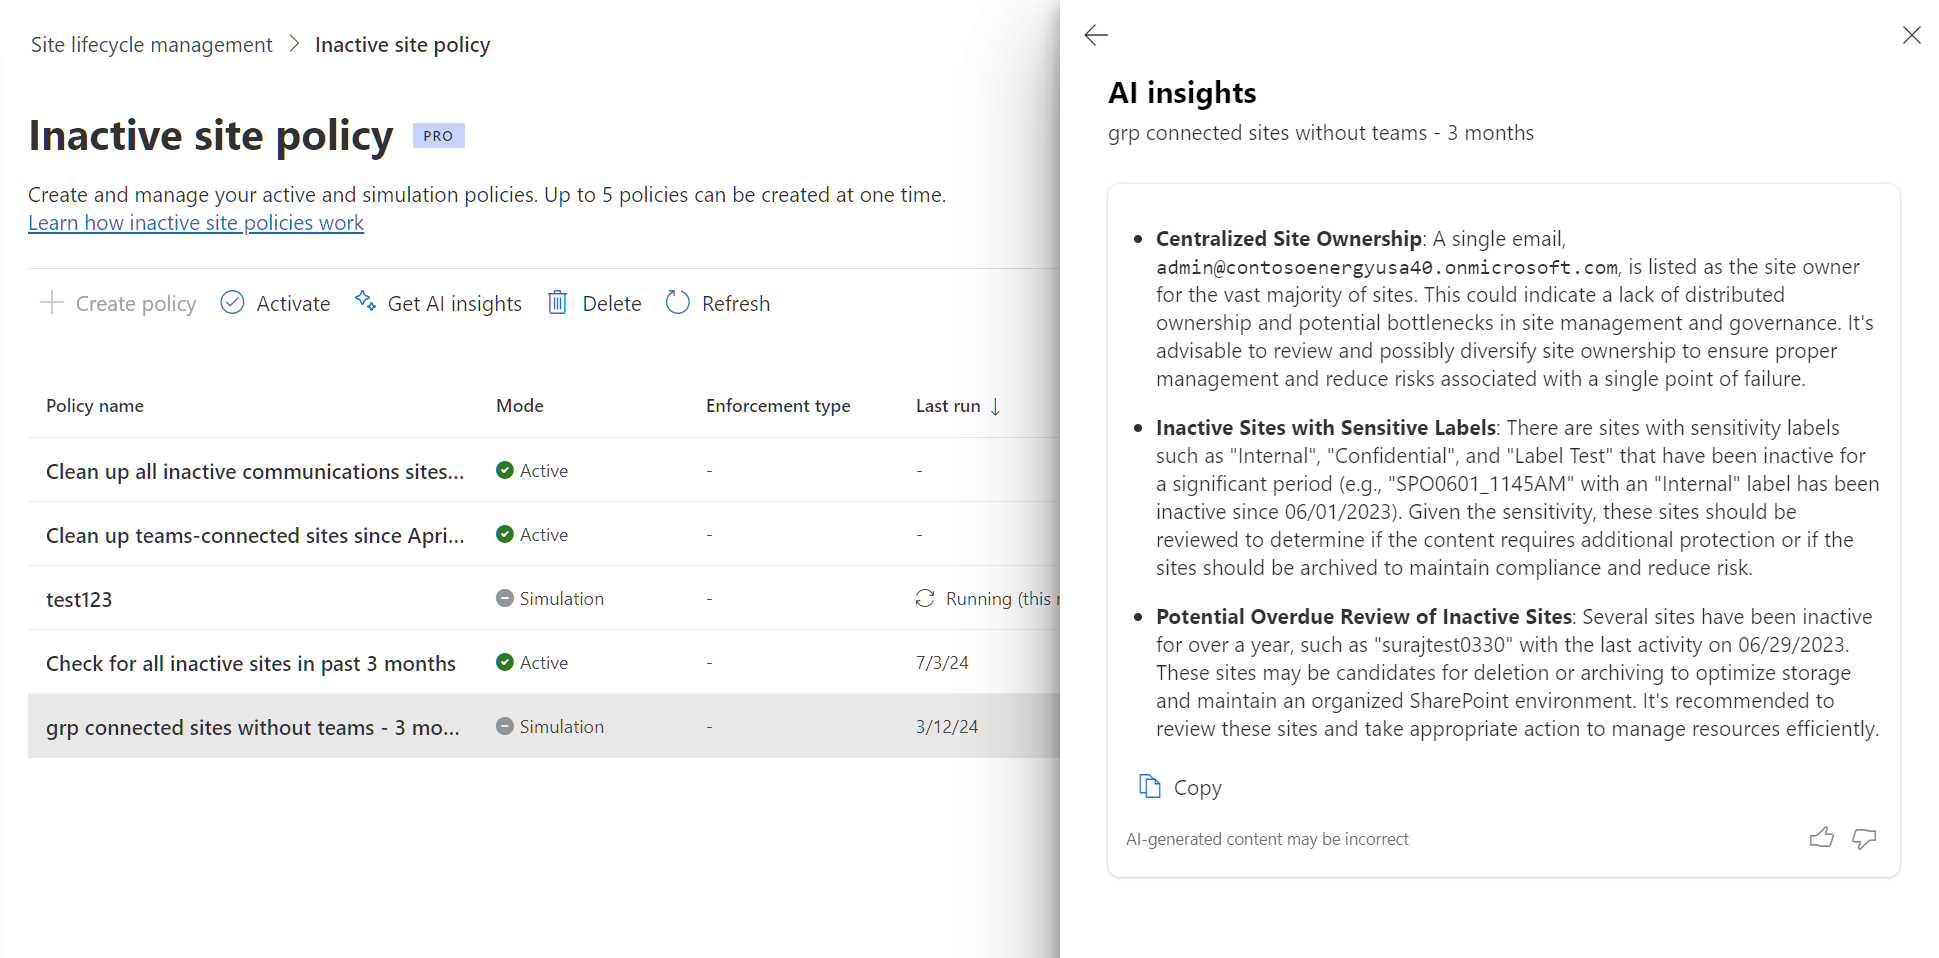 Site lifecycle management > Inactive site policy
Inactive site policy PRO
Create and manage your active and simulation policies. Up to 5 policies can be created at one time.
Learn how inactive site policies work
Create policy Activate Get AI insights Delete Refresh
Policy name Mode Enforcement type Last run ↓
Clean up all inactive communications sites... Active - -
Clean up teams-connected sites since Apri... Active - -
test123 Simulation - Running (this
Check for all inactive sites in past 3 months Active - 7/3/24
grp connected sites without teams - 3 mo... Simulation - 3/12/24
AI insights
grp connected sites without teams - 3 months
• Centralized Site Ownership: A single email,
admin@contosoenergyusa40.onmicrosoft.com, is listed as the site owner
for the vast majority of sites. This could indicate a lack of distributed
ownership and potential bottlenecks in site management and governance. It's
advisable to review and possibly diversify site ownership to ensure proper
management and reduce risks associated with a single point of failure.
• Inactive Sites with Sensitive Labels: There are sites with sensitivity labels
such as "Internal", "Confidential", and "Label Test" that have been inactive for
a significant period (e.g., "SPO0601_1145AM" with an "Internal" label has been
inactive since 06/01/2023). Given the sensitivity, these sites should be
reviewed to determine if the content requires additional protection or if the
sites should be archived to maintain compliance and reduce risk.
• Potential Overdue Review of Inactive Sites: Several sites have been inactive
for over a year, such as "surajtest0330" with the last activity on 06/29/2023.
These sites may be candidates for deletion or archiving to optimize storage
and maintain an organized SharePoint environment. It's recommended to
review these sites and take appropriate action to manage resources efficiently.
Copy
AI-generated content may be incorrect